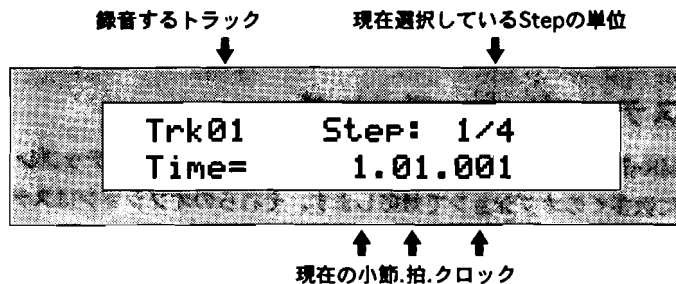 録音するトラック 現在選択しているStepの単位
Trk01 Step: 1/4
Time= 1.01.001
現在の小節.拍.クロック